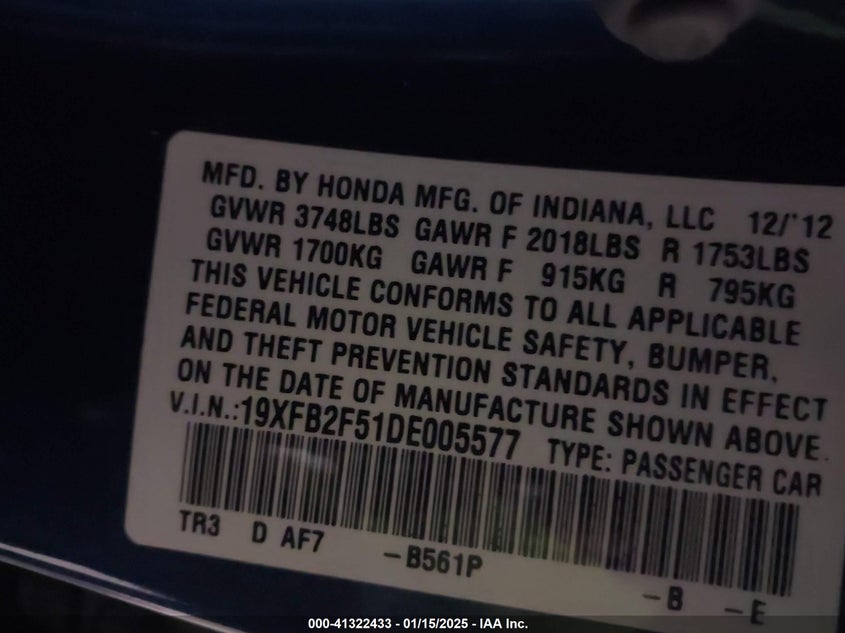 MFD. BY HONDA MFG. OF INDIANA, LLC 12/'12
GVWR 3748LBS GAWR F 2018LBS R 1753LBS
GVWR 1700KG GAWR F 915KG R 795KG
THIS VEHICLE CONFORMS TO ALL APPLICABLE
FEDERAL MOTOR VEHICLE SAFETY, BUMPER,
AND THEFT PREVENTION STANDARDS IN EFFECT
ON THE DATE OF MANUFACTURE SHOWN ABOVE.
V.I.N.:19XFB2F51DE005577 TYPE: PASSENGER CAR
TR3 D AF7 -B561P -B -E
000-41322433 - 01/15/2025 - IAA Inc.